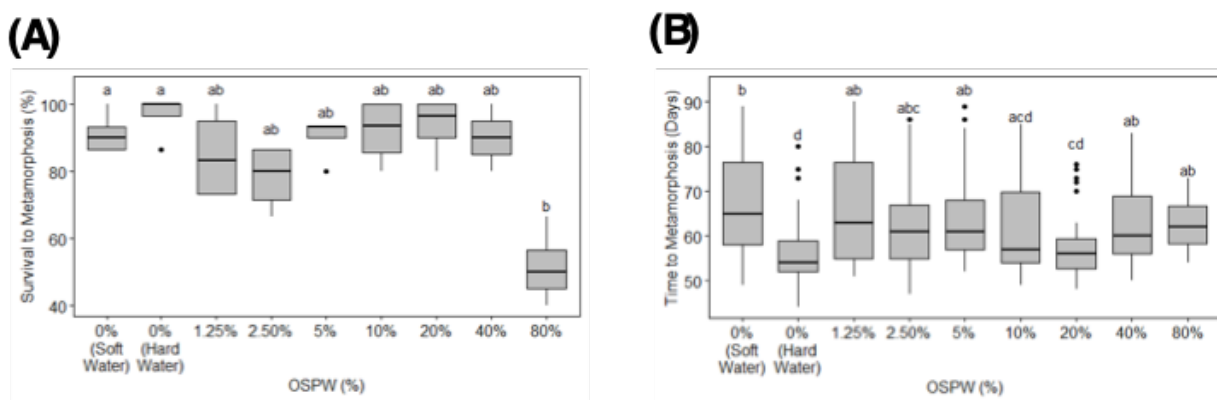 (A)
a a ab ab ab ab ab ab b
Survival to Metamorphosis (%)
100
80
60
40
0% (Soft Water) 0% (Hard Water) 1.25% 2.50% 5% 10% 20% 40% 80%
OSPW (%)
(B)
b d ab abc ab acd cd ab ab
Time to Metamorphosis (Days)
90
80
70
60
50
0% (Soft Water) 0% (Hard Water) 1.25% 2.50% 5% 10% 20% 40% 80%
OSPW (%)